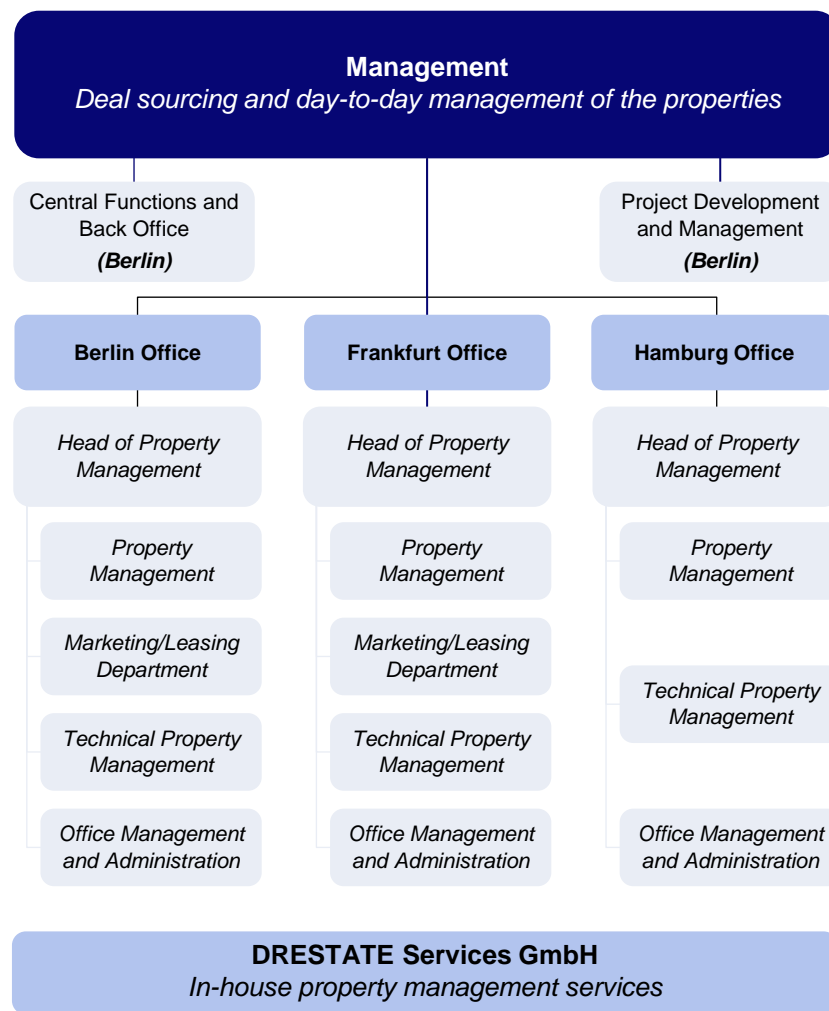 Management
Deal sourcing and day-to-day management of the properties
Central Functions and
Back Office
(Berlin)
Project Development
and Management
(Berlin)
Berlin Office
Frankfurt Office
Hamburg Office
Head of Property
Management
Head of Property
Management
Head of Property
Management
Property
Management
Property
Management
Property
Management
Marketing/Leasing
Department
Marketing/Leasing
Department
Technical Property
Management
Technical Property
Management
Technical Property
Management
Office Management
and Administration
Office Management
and Administration
Office Management
and Administration
DRESTATE Services GmbH
In-house property management services